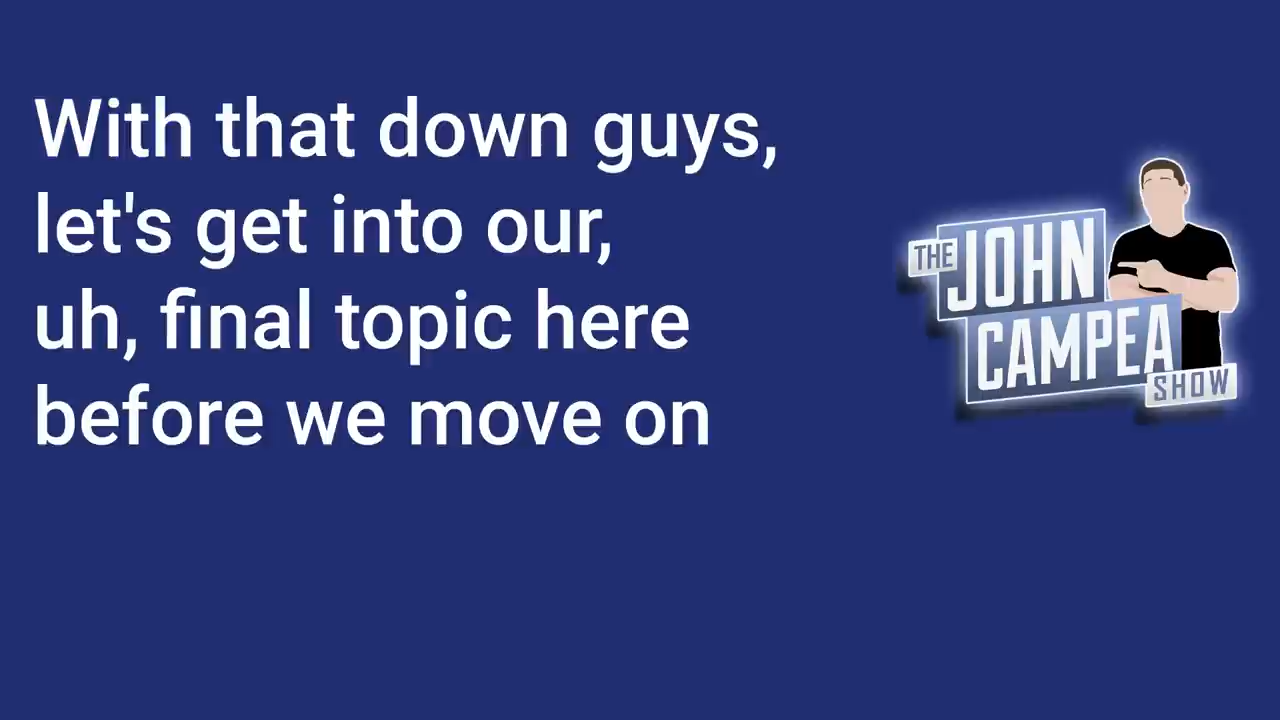 With that down guys,
let's get into our,
uh, final topic here
before we move on
THE JOHN
CAMPEA
SHOW